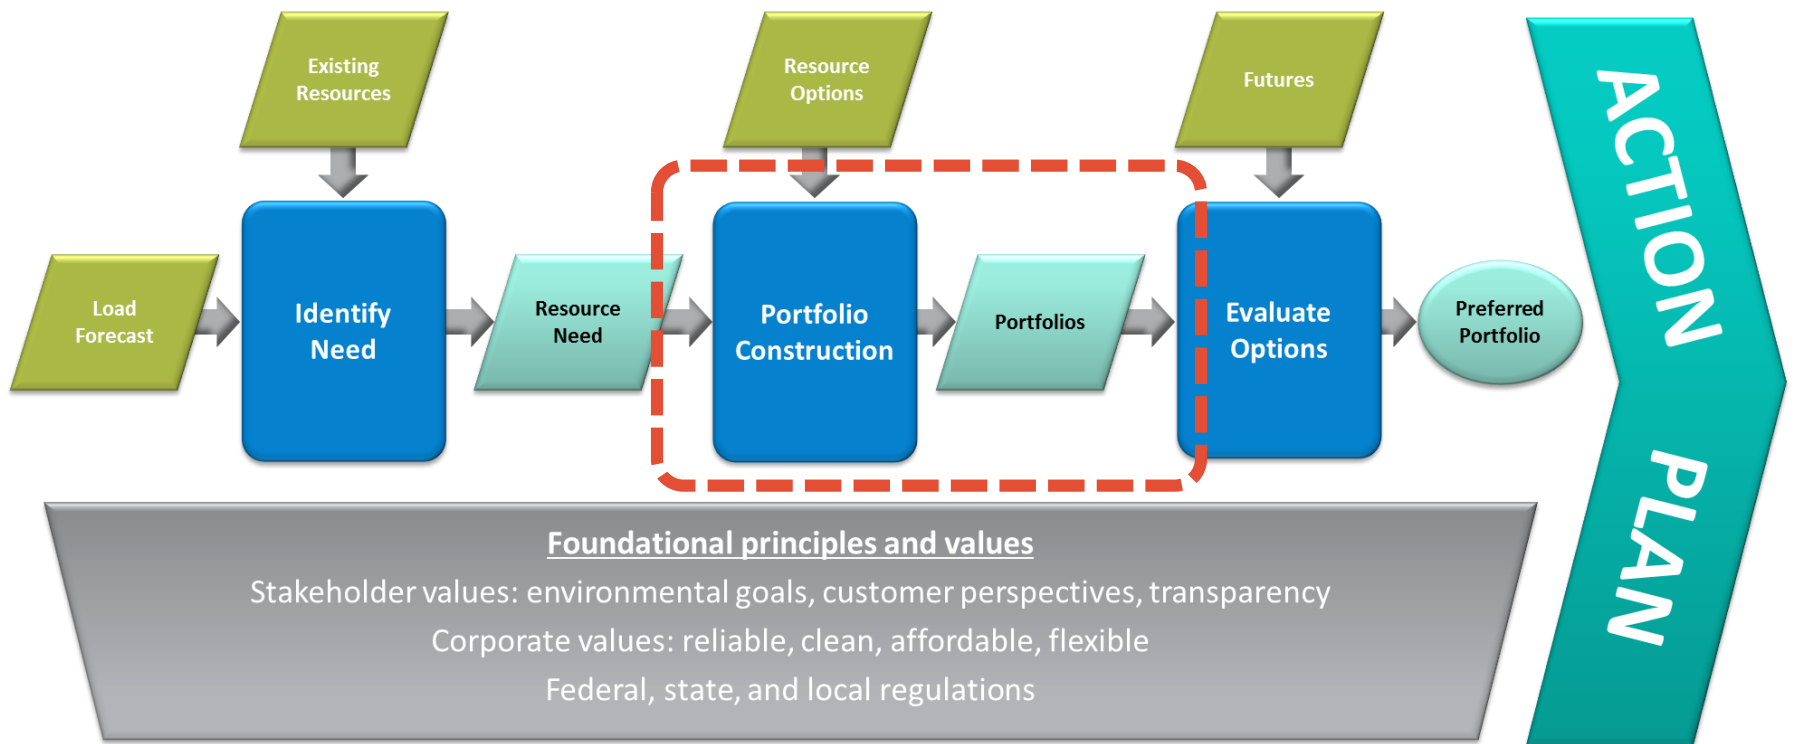 Existing
Resources
Resource
Options
Futures
Load
Forecast
Identify
Need
Resource
Need
Portfolio
Construction
Portfolios
Evaluate
Options
Preferred
Portfolio
ACTION
PLAN
Foundational principles and values
Stakeholder values: environmental goals, customer perspectives, transparency
Corporate values: reliable, clean, affordable, flexible
Federal, state, and local regulations